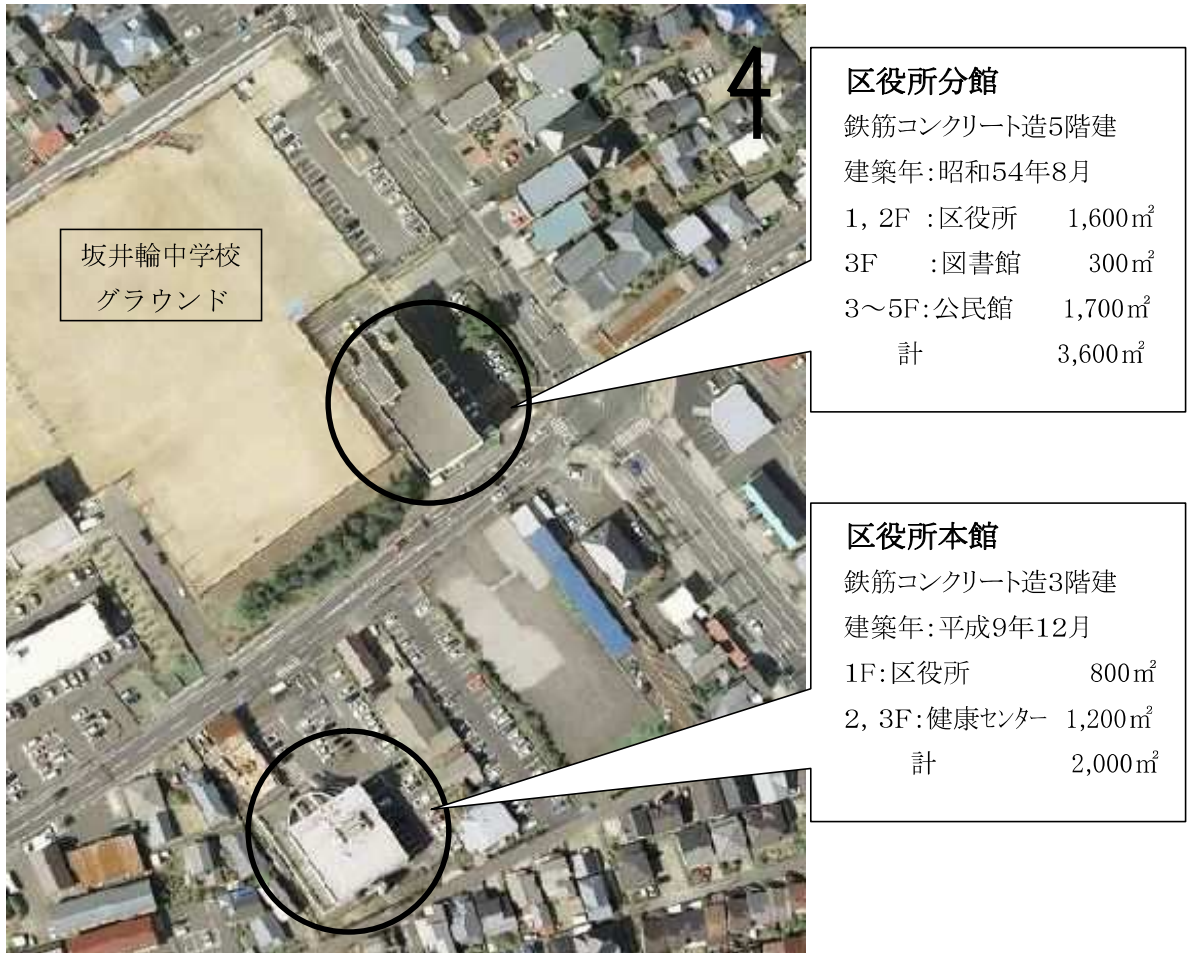 坂井輪中学校
グラウンド
区役所分館
鉄筋コンクリート造5階建
建築年:昭和54年8月
1, 2F :区役所 1,600㎡
3F :図書館 300㎡
3～5F:公民館 1,700㎡
計 3,600㎡
区役所本館
鉄筋コンクリート造3階建
建築年:平成9年12月
1F:区役所 800㎡
2, 3F:健康センター 1,200㎡
計 2,000㎡